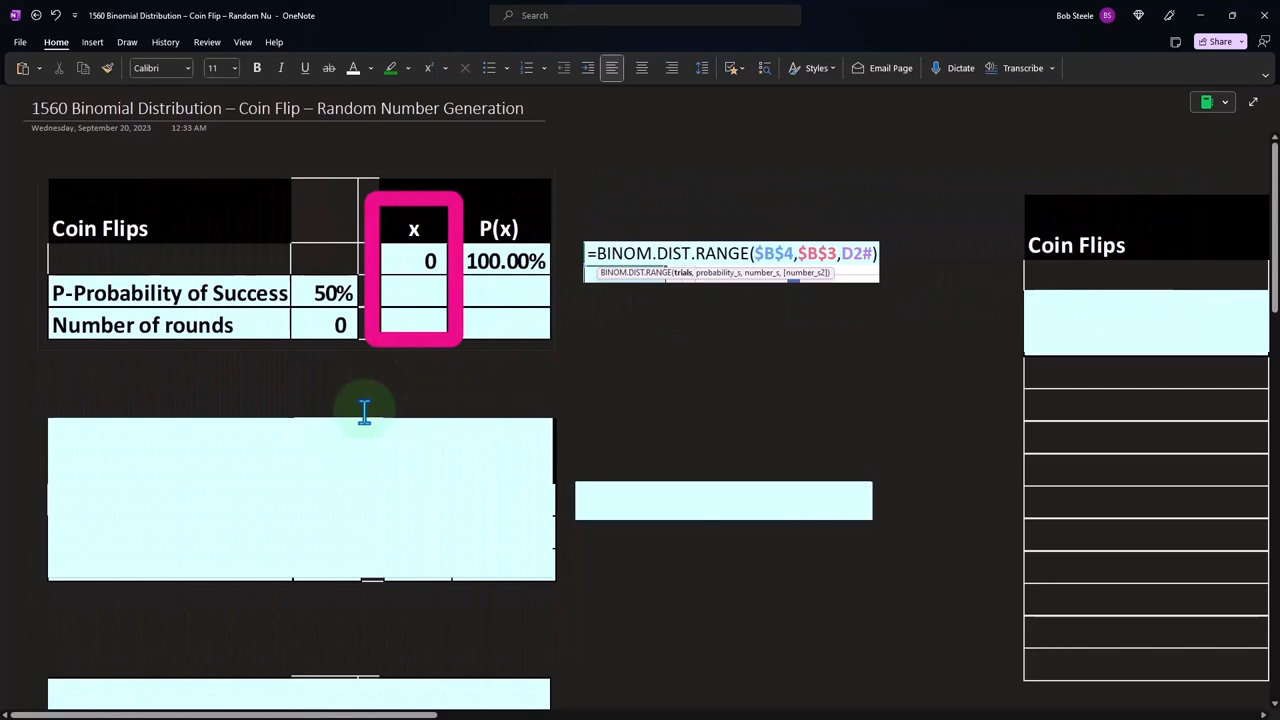 1560 Binomial Distribution – Coin Flip – Random Nu - OneNote
Search
Bob Steele
BS
File
Home
Insert
Draw
History
Review
View
Help
Share
Calibri
11
B
I
U
ab
A
x
Styles
Email Page
Dictate
Transcribe
1560 Binomial Distribution – Coin Flip – Random Number Generation
Wednesday, September 20, 2023
12:33 AM
Coin Flips
x
P(x)
0
100.00%
P-Probability of Success
50%
Number of rounds
0
=BINOM.DIST.RANGE($B$4,$B$3,D2#)
BINOM.DIST.RANGE(trials, probability_s, number_s, [number_s2])
Coin Flips